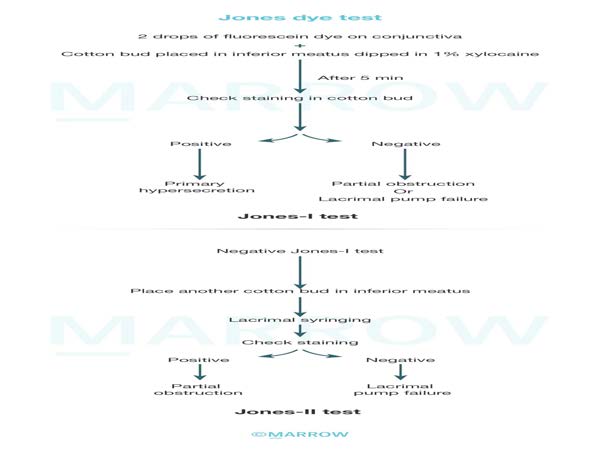 Jones dye test
2 drops of fluorescein dye on conjunctiva
+
Cotton bud placed in inferior meatus dipped in 1% xylocaine
After 5 min
Check staining in cotton bud
Positive Negative
Primary hypersecretion
Partial obstruction
Or
Lacrimal pump failure
Jones-I test
MARROW
Negative Jones-I test
Place another cotton bud in inferior meatus
Lacrimal syringing
Check staining
Positive Negative
Partial obstruction
Lacrimal pump failure
Jones-II test
MARROW
©MARROW